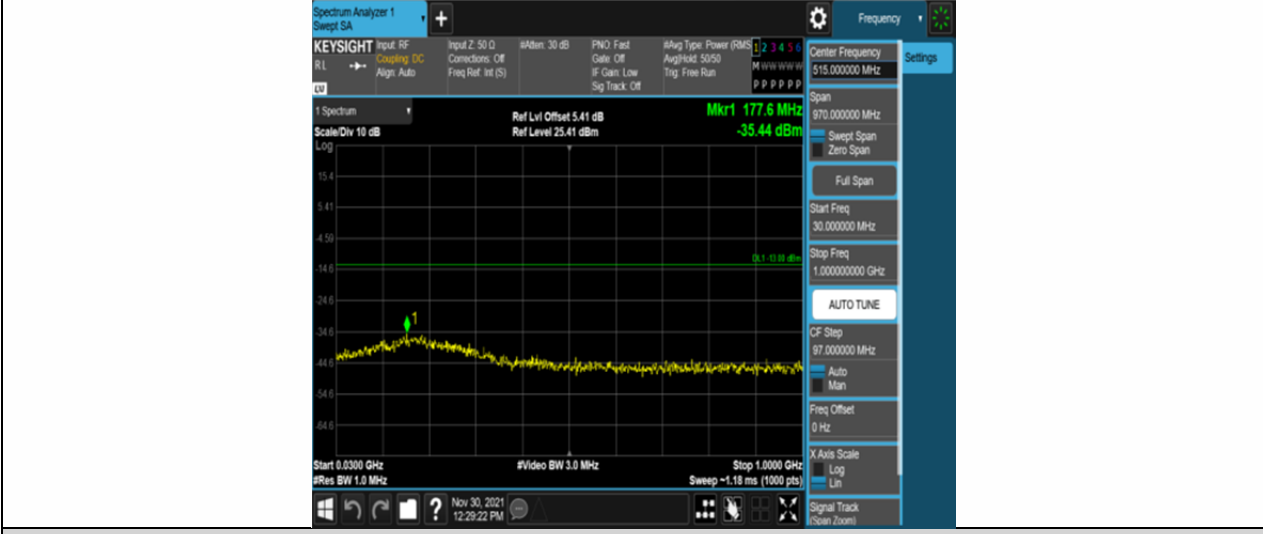 Spectrum Analyzer 1
Swept SA
+
Frequency
KEYSIGHT
RL
LXI
Input: RF
Coupling: DC
Align: Auto
Input Z: 50 Ω
Corrections: Off
Freq Ref: Int (S)
#Atten: 30 dB
PNO: Fast
Gate: Off
IF Gain: Low
Sig Track: Off
#Avg Type: Power (RMS
Avg|Hold: 50/50
Trig: Free Run
1 2 3 4 5 6
M W W W W W
P P P P P P
1 Spectrum
Scale/Div 10 dB
Ref Lvl Offset 5.41 dB
Ref Level 25.41 dBm
Mkr1 177.6 MHz
-35.44 dBm
Log
15.4
5.41
-4.59
-14.6
-24.6
-34.6
-44.6
-54.6
-64.6
DL1 -13.00 dBm
1
Start 0.0300 GHz
#Res BW 1.0 MHz
#Video BW 3.0 MHz
Stop 1.0000 GHz
Sweep ~1.18 ms (1000 pts)
?
Nov 30, 2021
12:29:22 PM
Center Frequency
515.000000 MHz
Settings
Span
970.000000 MHz
Swept Span
Zero Span
Full Span
Start Freq
30.000000 MHz
Stop Freq
1.000000000 GHz
AUTO TUNE
CF Step
97.000000 MHz
Auto
Man
Freq Offset
0 Hz
X Axis Scale
Log
Lin
Signal Track
(Span Zoom)